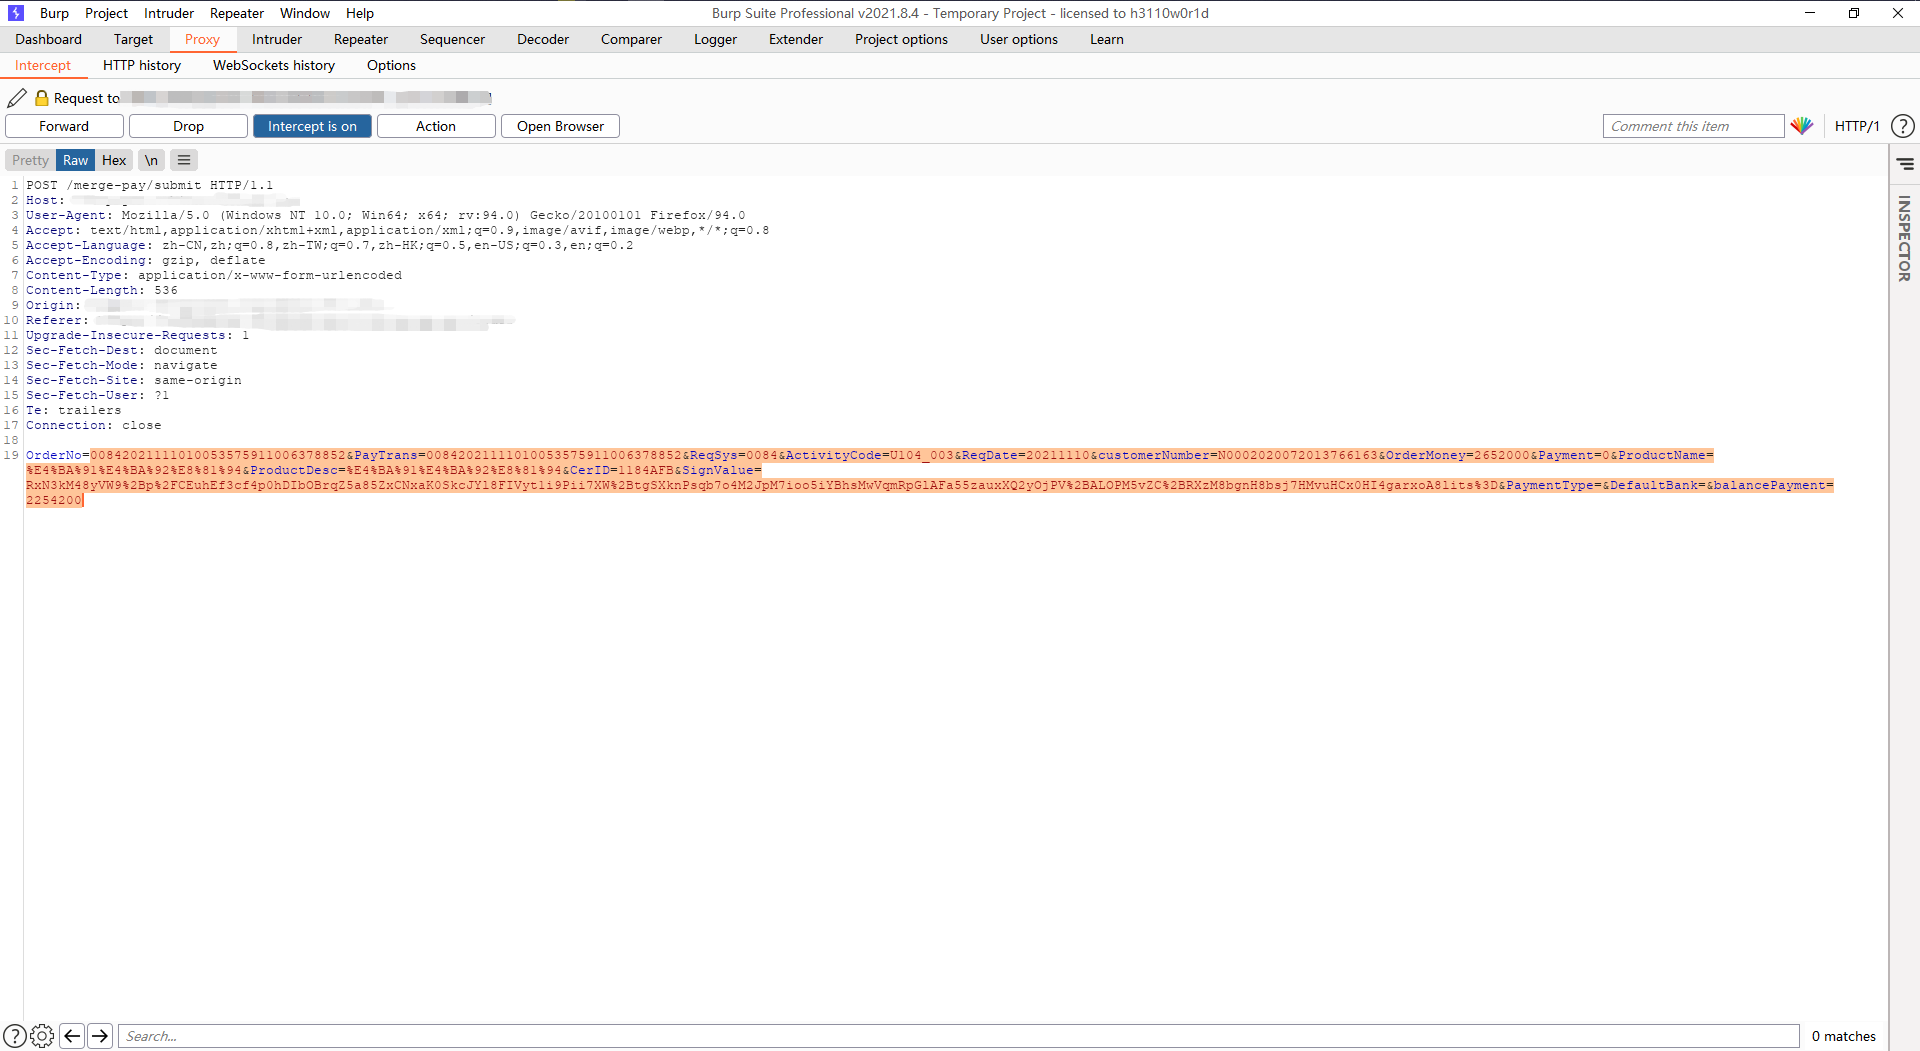 Burp Project Intruder Repeater Window Help Burp Suite Professional v2021.8.4 - Temporary Project - licensed to h3110w0r1d
Dashboard Target Proxy Intruder Repeater Sequencer Decoder Comparer Logger Extender Project options User options Learn
Intercept HTTP history WebSockets history Options
Request to
Forward Drop Intercept is on Action Open Browser Comment this item HTTP/1 ?
Pretty Raw Hex \n
INSPECTOR
1 POST /merge-pay/submit HTTP/1.1
2 Host:
3 User-Agent: Mozilla/5.0 (Windows NT 10.0; Win64; x64; rv:94.0) Gecko/20100101 Firefox/94.0
4 Accept: text/html,application/xhtml+xml,application/xml;q=0.9,image/avif,image/webp,*/*;q=0.8
5 Accept-Language: zh-CN,zh;q=0.8,zh-TW;q=0.7,zh-HK;q=0.5,en-US;q=0.3,en;q=0.2
6 Accept-Encoding: gzip, deflate
7 Content-Type: application/x-www-form-urlencoded
8 Content-Length: 536
9 Origin:
10 Referer:
11 Upgrade-Insecure-Requests: 1
12 Sec-Fetch-Dest: document
13 Sec-Fetch-Mode: navigate
14 Sec-Fetch-Site: same-origin
15 Sec-Fetch-User: ?1
16 Te: trailers
17 Connection: close
18
19 OrderNo=00842021111010053575911006378852&PayTrans=00842021111010053575911006378852&ReqSys=0084&ActivityCode=U104_003&ReqDate=20211110&customerNumber=N0002020072013766163&OrderMoney=2652000&Payment=0&ProductName=
%E4%BA%91%E4%BA%92%E8%81%94&ProductDesc=%E4%BA%91%E4%BA%92%E8%81%94&CerID=1184AFB&SignValue=
RxN3kM48yVW9%2Bp%2FCEuhEf3cf4p0hDIbOBrqZ5a85ZxCNxaK0SkcJYl8FIVyt1i9Pii7XW%2BtgSXknPsqb7o4M2JpM7ioo5iYBhsMwVqmRpGlAFa55zauxXQ2yOjPV%2BALOPM5vZC%2BRXzM8bgnH8bsj7HMvuHCx0HI4garxoA8lits%3D&PaymentType=&DefaultBank=&balancePayment=
2254200
? Search... 0 matches